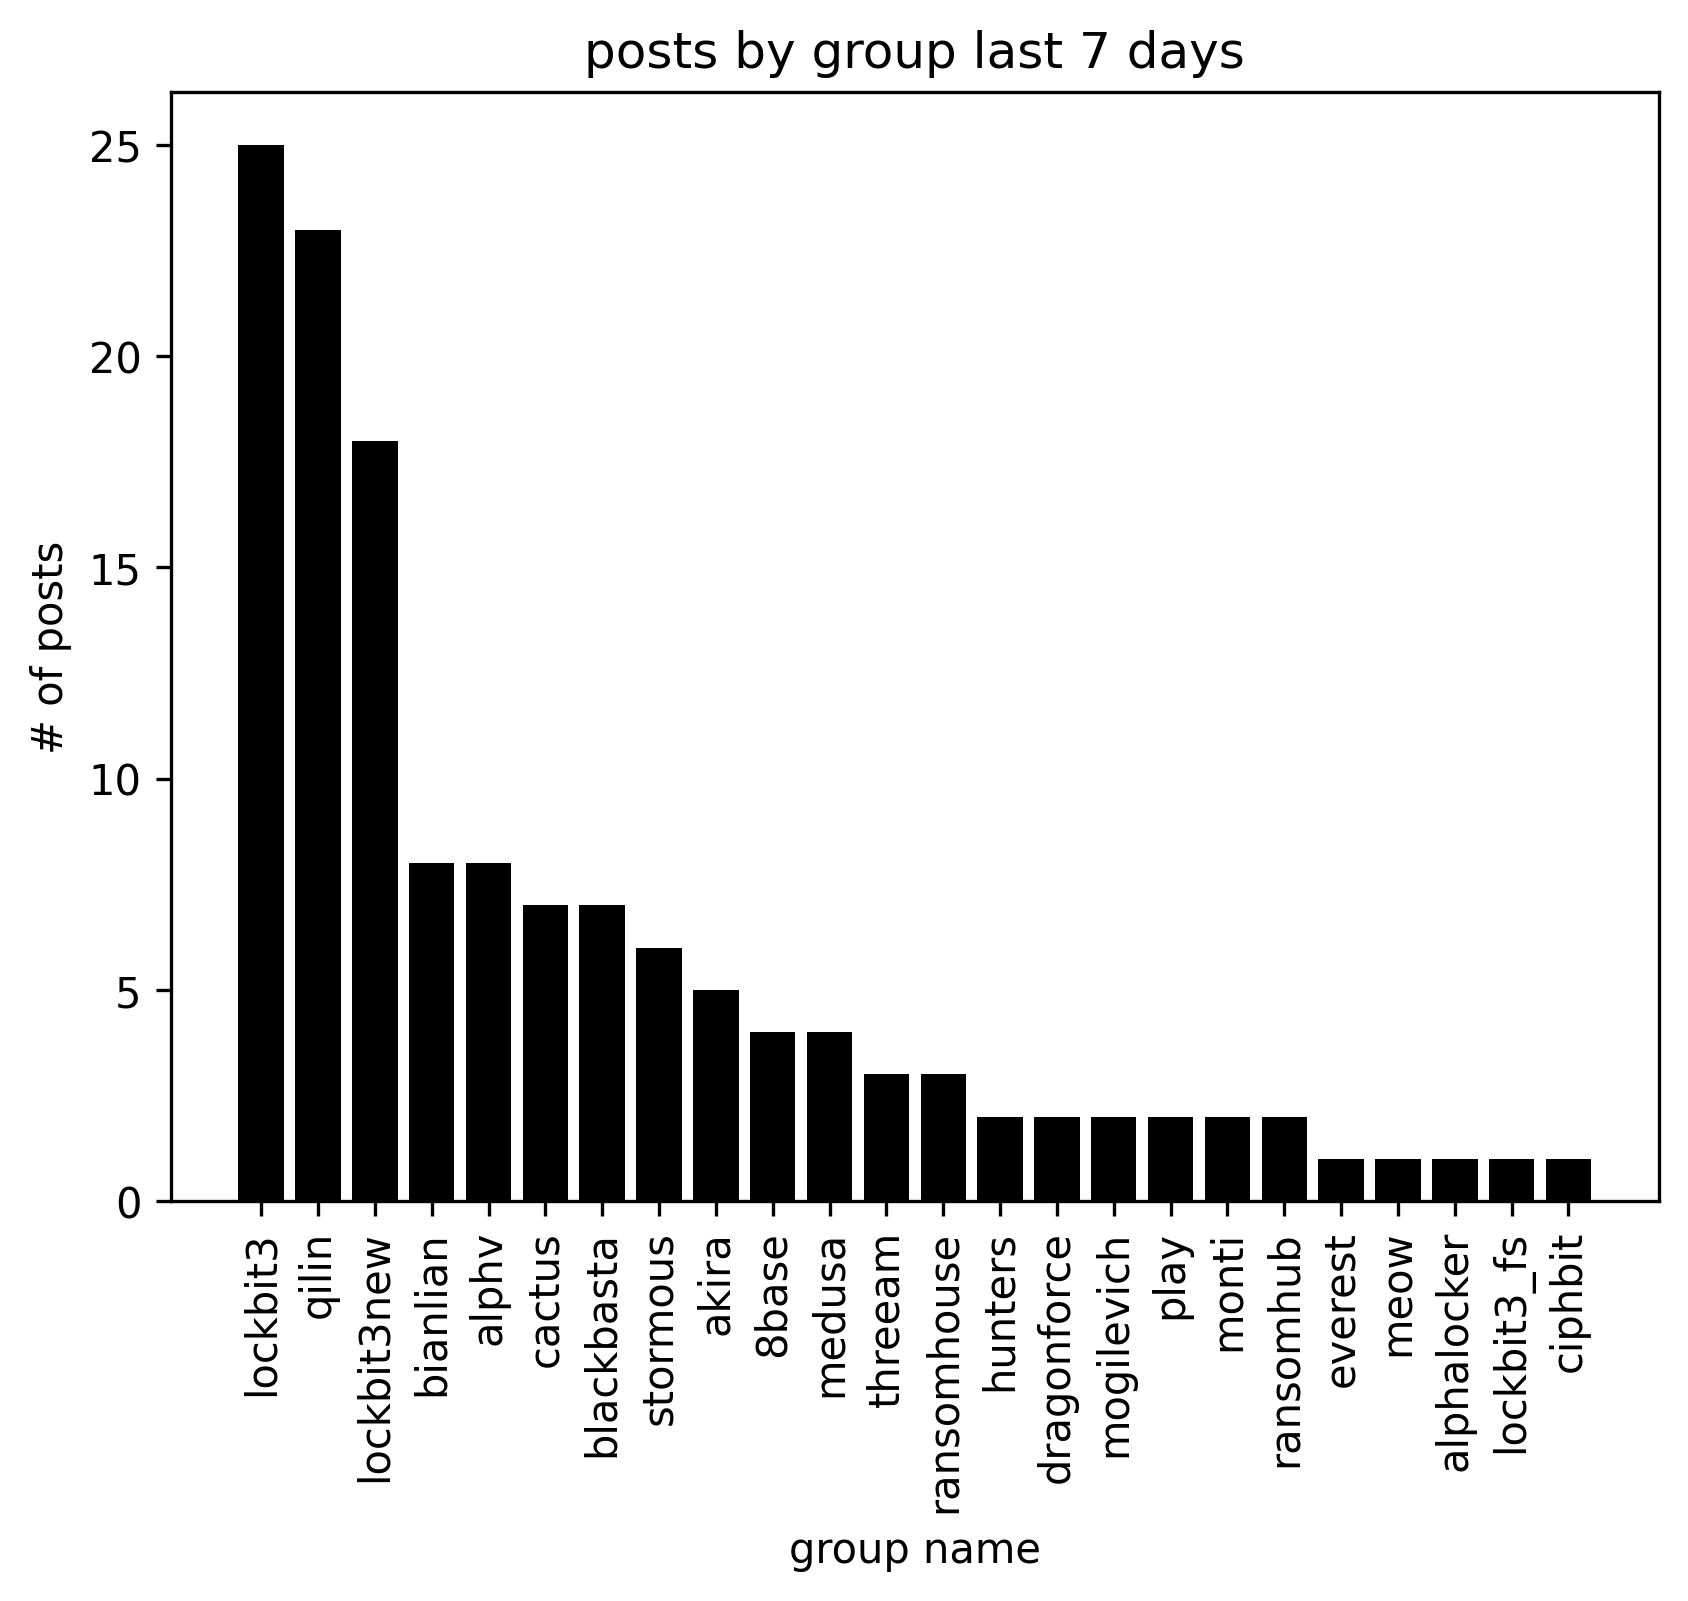 posts by group last 7 days
# of posts
25
20
15
10
5
0
lockbit3
qilin
lockbit3new
bianlian
alphv
cactus
blackbasta
stormous
akira
8base
medusa
threeam
ransomhouse
hunters
dragonforce
mogilevich
play
monti
ransomhub
everest
meow
alphalocker
lockbit3_fs
ciphbit
group name